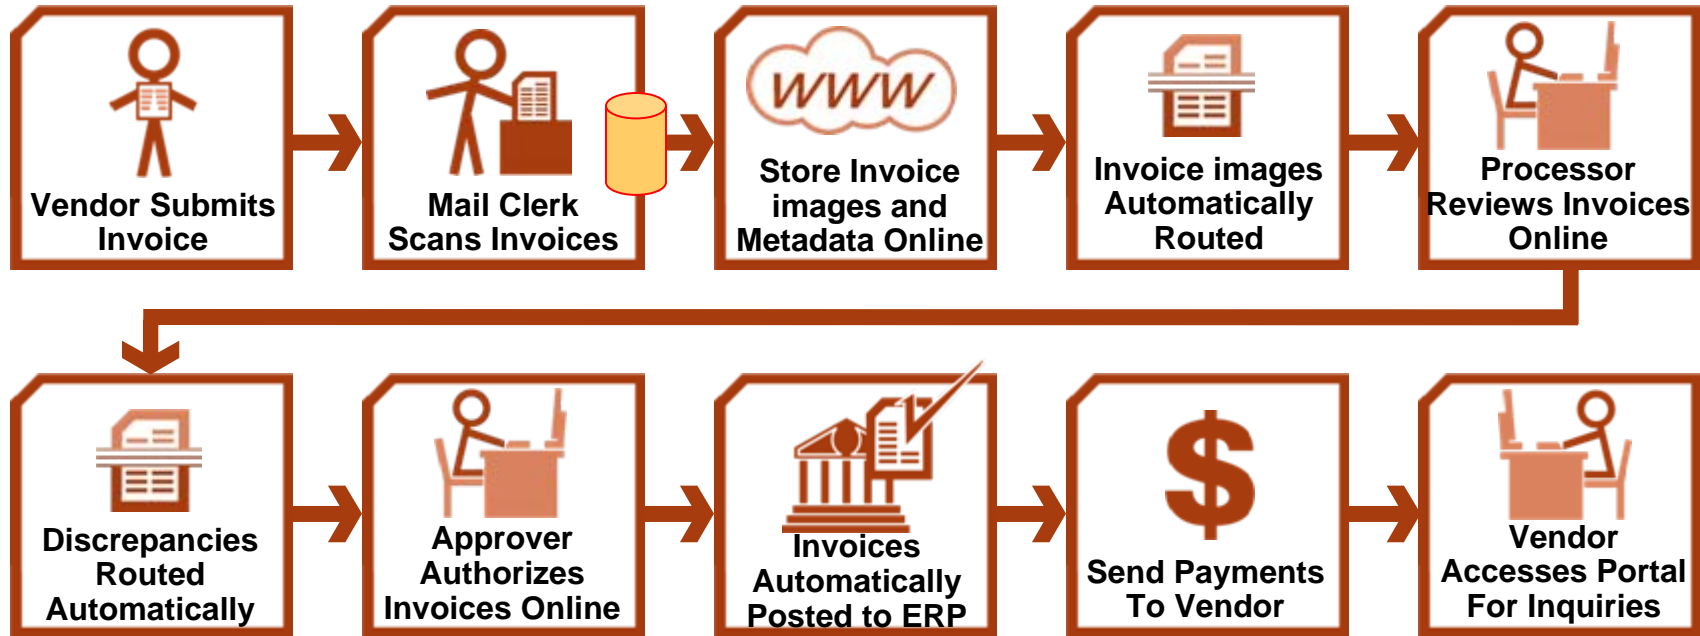 Vendor Submits
Invoice
Mail Clerk
Scans Invoices
WWW
Store Invoice
images and
Metadata Online
Invoice images
Automatically
Routed
Processor
Reviews Invoices
Online
Discrepancies
Routed
Automatically
Approver
Authorizes
Invoices Online
Invoices
Automatically
Posted to ERP
$
Send Payments
To Vendor
Vendor
Accesses Portal
For Inquiries